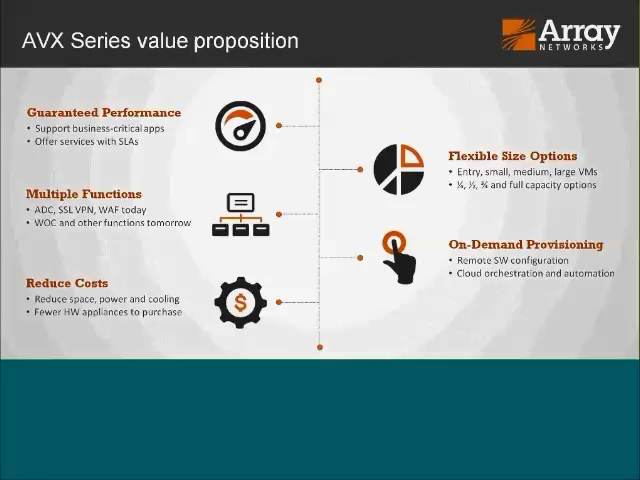 AVX Series value proposition
Array
NETWORKS
Guaranteed Performance
• Support business-critical apps
• Offer services with SLAs
Flexible Size Options
• Entry, small, medium, large VMs
• ¼, ½, ¾ and full capacity options
Multiple Functions
• ADC, SSL VPN, WAF today
• WOC and other functions tomorrow
On-Demand Provisioning
• Remote SW configuration
• Cloud orchestration and automation
Reduce Costs
• Reduce space, power and cooling
• Fewer HW appliances to purchase
$